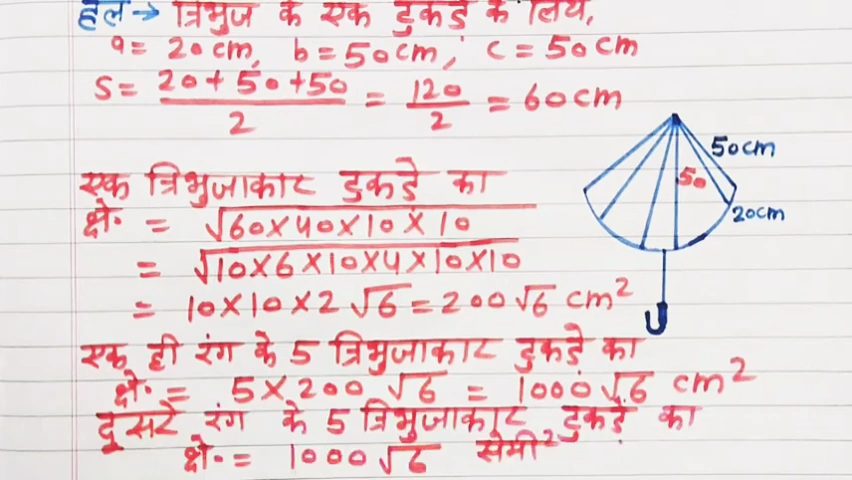 हल → त्रिभुज के एक टुकड़े के लिये,
a = 20 cm, b = 50 cm, c = 50 cm
S = 20 + 50 + 50 / 2 = 120 / 2 = 60 cm
50 cm
50
20cm
एक त्रिभुजाकार टुकड़े का
क्षे. = √60×40×10×10
= √10×6×10×4×10×10
= 10×10×2√6 = 200√6 cm²
एक ही रंग के 5 त्रिभुजाकार टुकड़े का
क्षे. = 5×200√6 = 1000√6 cm²
दूसरे रंग के 5 त्रिभुजाकार टुकड़े का
क्षे. = 1000√6 सेमी²